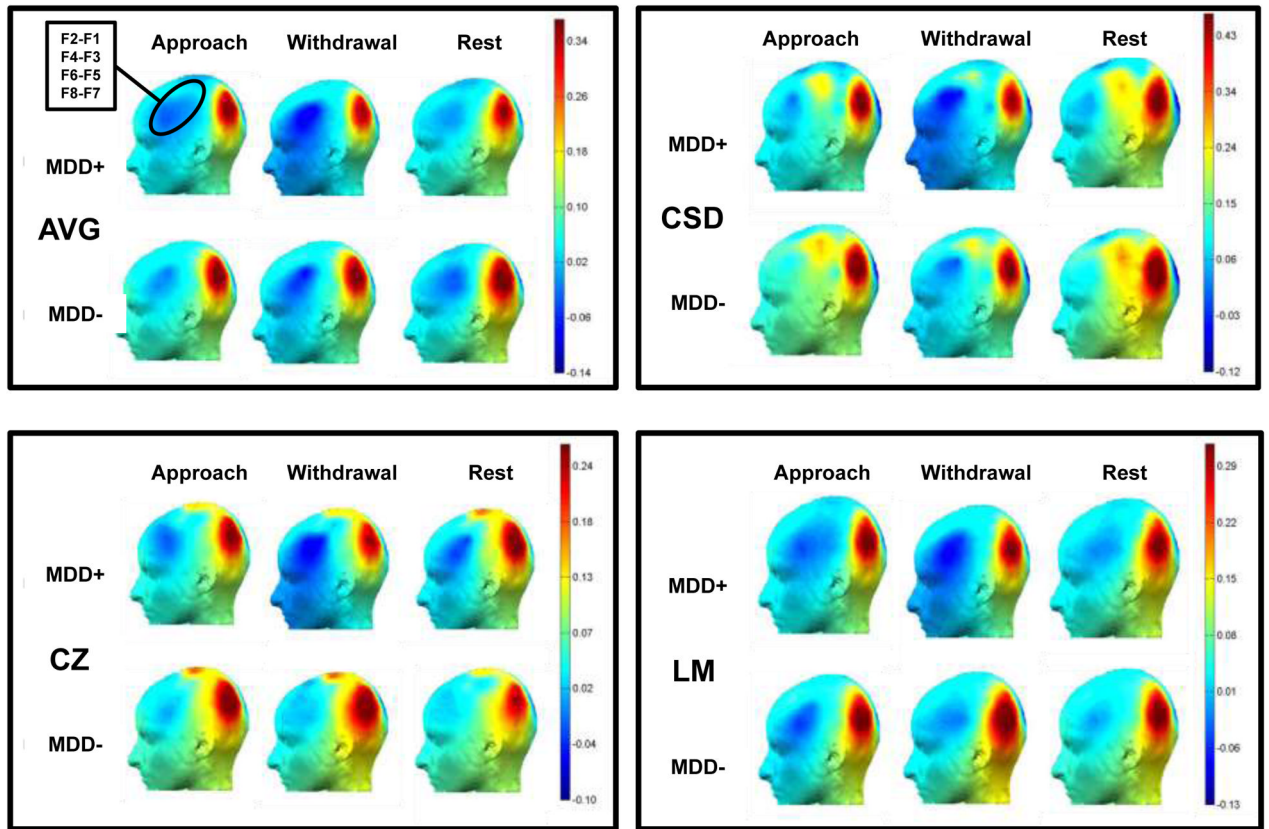 F2-F1
F4-F3
F6-F5
F8-F7
Approach Withdrawal Rest
MDD+
AVG
MDD-
0.34
0.26
0.18
0.10
0.02
-0.06
-0.14
Approach Withdrawal Rest
MDD+
CSD
MDD-
0.43
0.34
0.24
0.15
0.06
-0.03
-0.12
Approach Withdrawal Rest
MDD+
CZ
MDD-
0.24
0.18
0.13
0.07
0.02
-0.04
-0.10
Approach Withdrawal Rest
MDD+
LM
MDD-
0.29
0.22
0.15
0.08
0.01
-0.06
-0.13